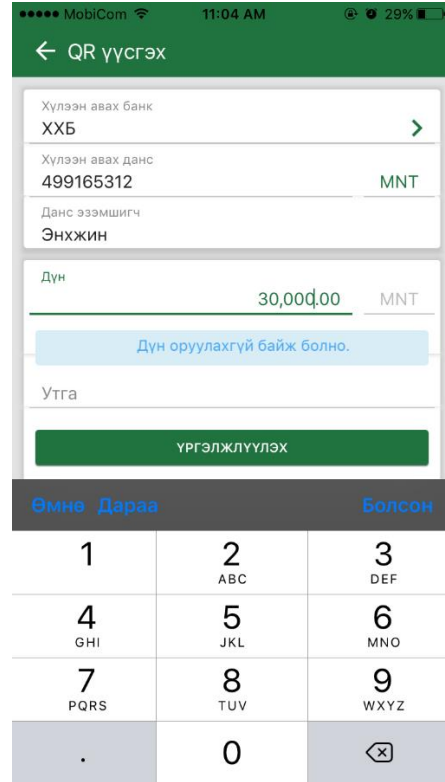 MobiCom 11:04 AM 29%
QR үүсгэх
Хүлээн авах банк
ХХБ
Хүлээн авах данс
499165312 MNT
Данс эзэмшигч
Энхжин
Дүн
30,000.00 MNT
Дүн оруулахгүй байж болно.
Утга
ҮРГЭЛЖЛҮҮЛЭХ
Өмнө Дараа Болсон
1 2 3
ABC DEF
4 5 6
GHI JKL MNO
7 8 9
PQRS TUV WXYZ
. 0